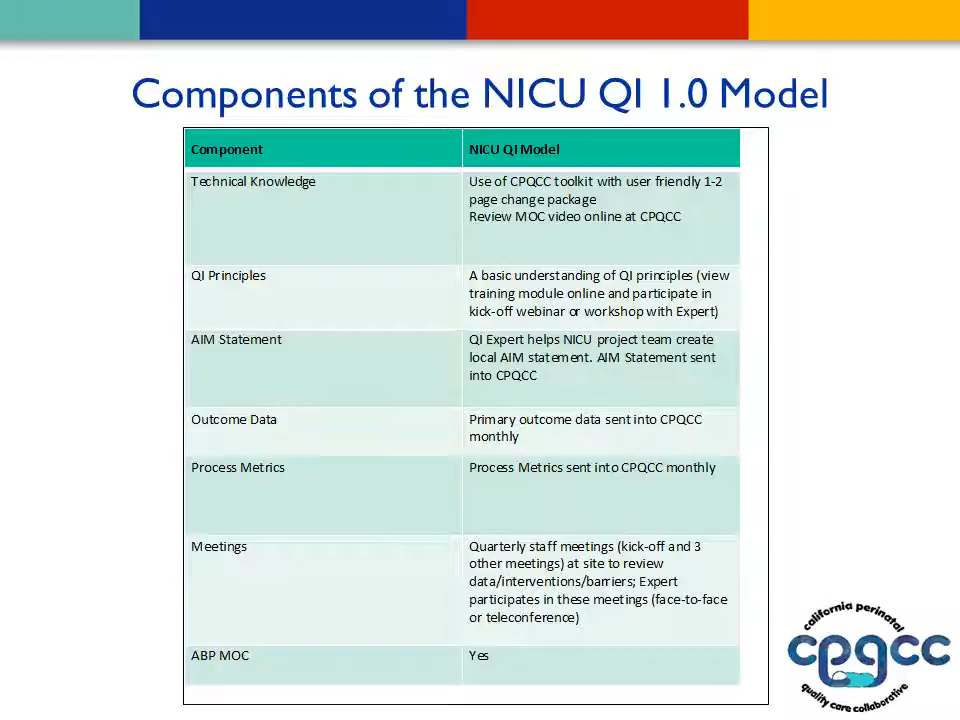 Components of the NICU QI 1.0 Model
Component
NICU QI Model
Technical Knowledge
Use of CPQCC toolkit with user friendly 1-2
page change package
Review MOC video online at CPQCC
QI Principles
A basic understanding of QI principles (view
training module online and participate in
kick-off webinar or workshop with Expert)
AIM Statement
QI Expert helps NICU project team create
local AIM statement. AIM Statement sent
into CPQCC
Outcome Data
Primary outcome data sent into CPQCC
monthly
Process Metrics
Process Metrics sent into CPQCC monthly
Meetings
Quarterly staff meetings (kick-off and 3
other meetings) at site to review
data/interventions/barriers; Expert
participates in these meetings (face-to-face
or teleconference)
ABP MOC
Yes
california perinatal
cpqcc
quality care collaborative